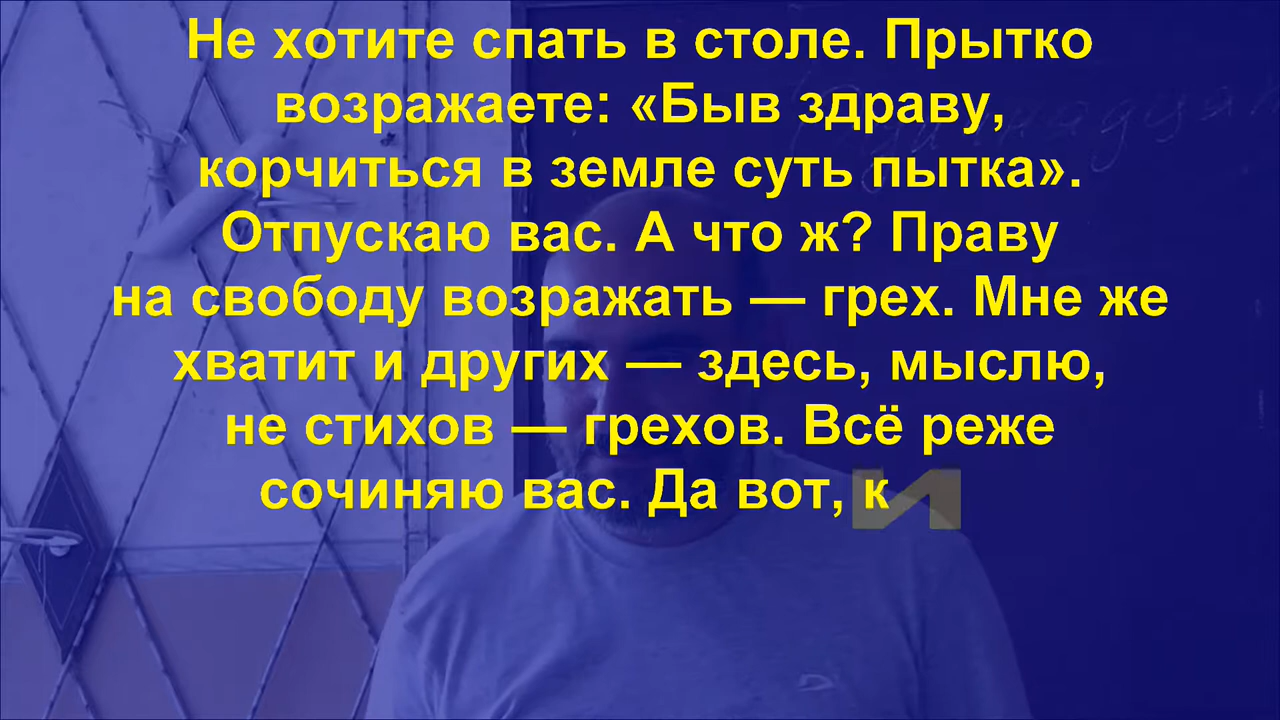 Не хотите спать в столе. Прытко
возражаете: «Быв здраву,
корчиться в земле суть пытка».
Отпускаю вас. А что ж? Праву
на свободу возражать — грех. Мне же
хватит и других — здесь, мыслю,
не стихов — грехов. Всё реже
сочиняю вас. Да вот, к